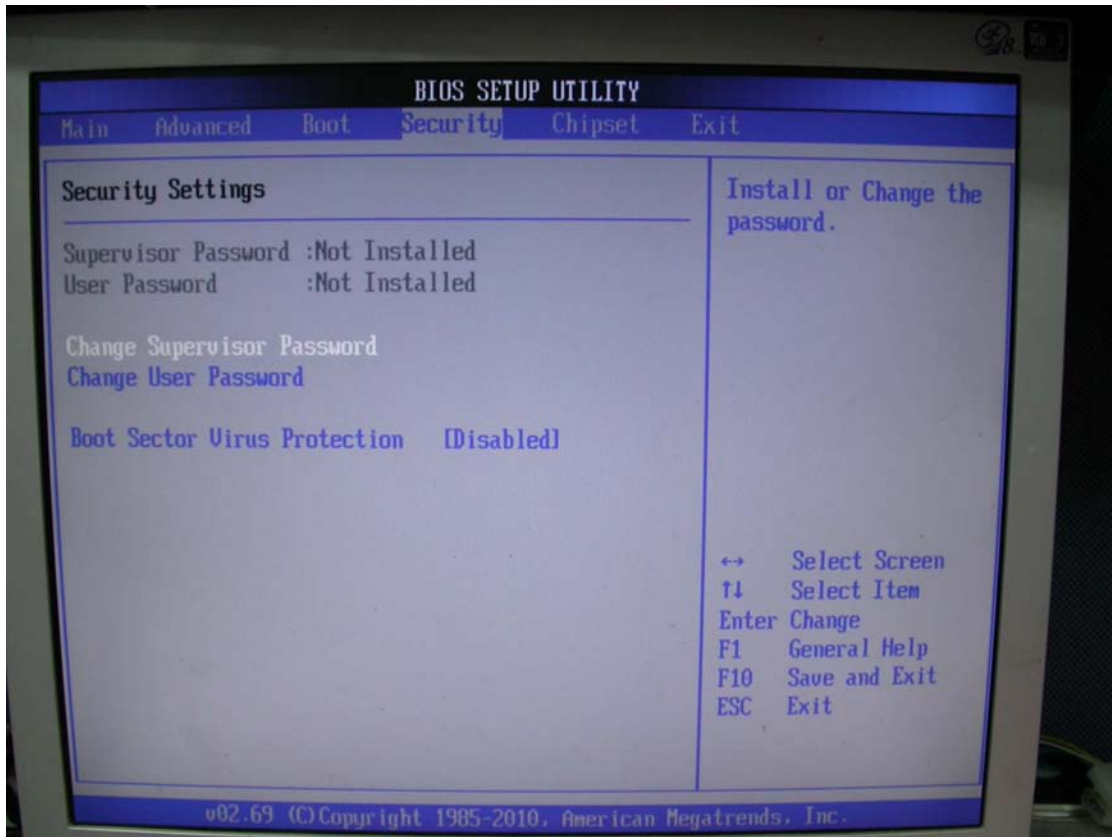 BIOS SETUP UTILITY
Main Advanced Boot Security Chipset Exit
Security Settings
Supervisor Password :Not Installed
User Password :Not Installed
Change Supervisor Password
Change User Password
Boot Sector Virus Protection [Disabled]
Install or Change the
password.
←→ Select Screen
↑↓ Select Item
Enter Change
F1 General Help
F10 Save and Exit
ESC Exit
v02.69 (C)Copyright 1985-2010, American Megatrends, Inc.